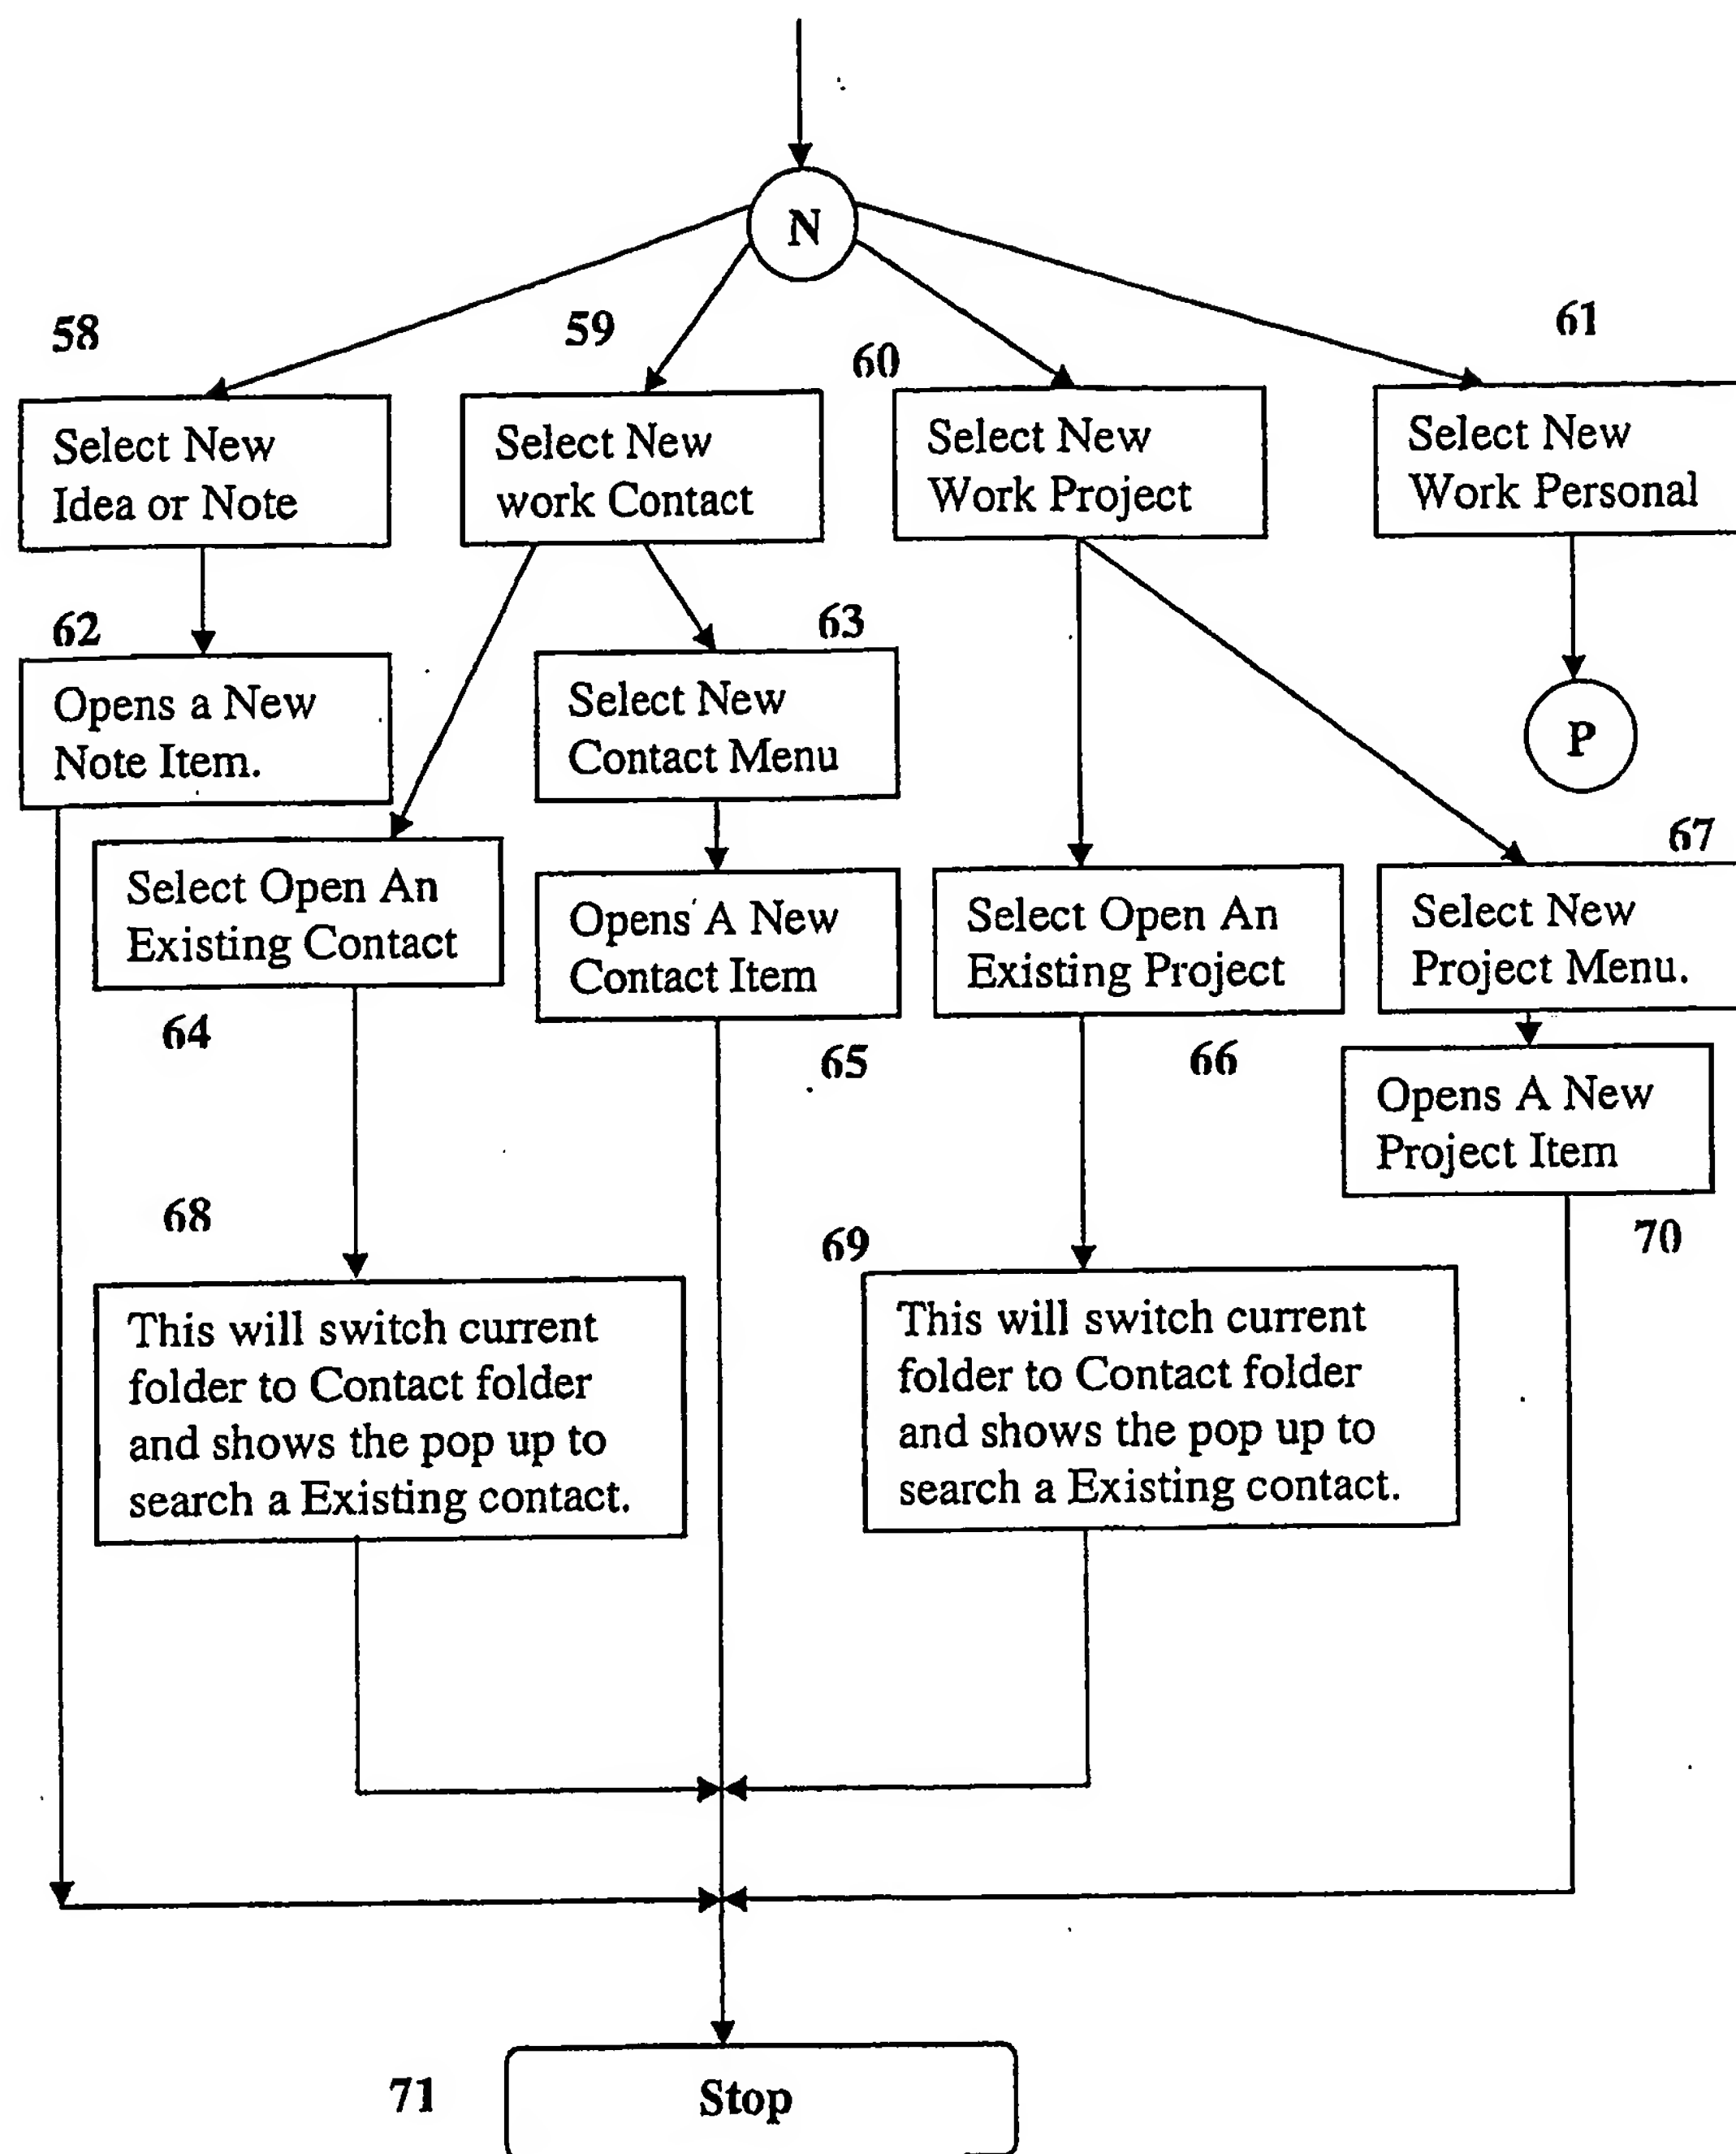 N
58
59
60
61
Select New
Idea or Note
Select New
work Contact
Select New
Work Project
Select New
Work Personal
62
63
Opens a New
Note Item.
Select New
Contact Menu
P
67
Select Open An
Existing Contact
Opens A New
Contact Item
Select Open An
Existing Project
Select New
Project Menu.
64
65
66
Opens A New
Project Item
68
69
70
This will switch current
folder to Contact folder
and shows the pop up to
search a Existing contact.
This will switch current
folder to Contact folder
and shows the pop up to
search a Existing contact.
71
Stop